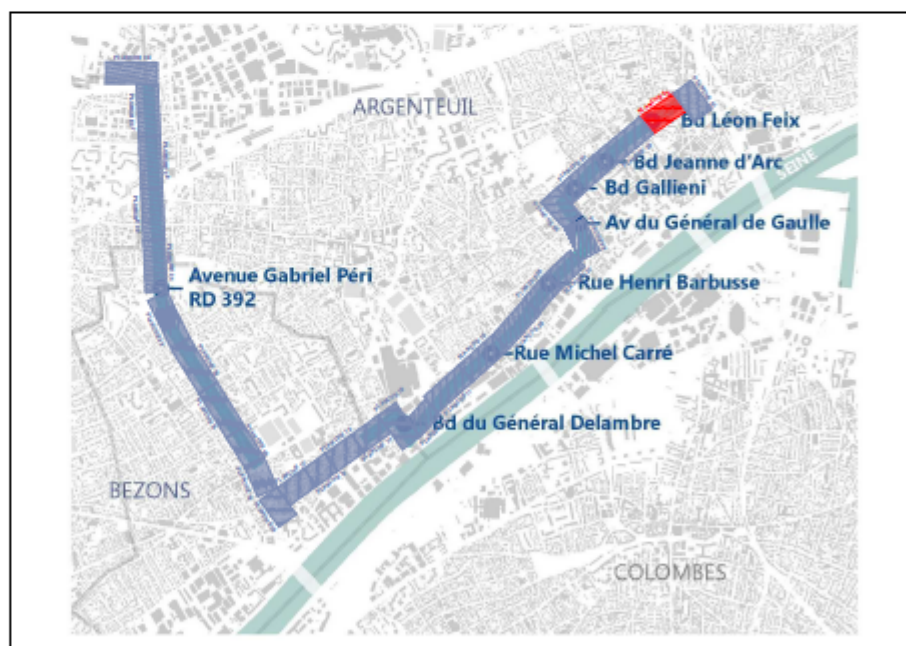 ARGENTEUIL
Bd Léon Feix
Bd Jeanne d'Arc
SEINE
Bd Gallieni
Av du Général de Gaulle
Avenue Gabriel Péri
RD 392
Rue Henri Barbusse
Rue Michel Carré
Bd du Général Delambre
BEZONS
COLOMBES